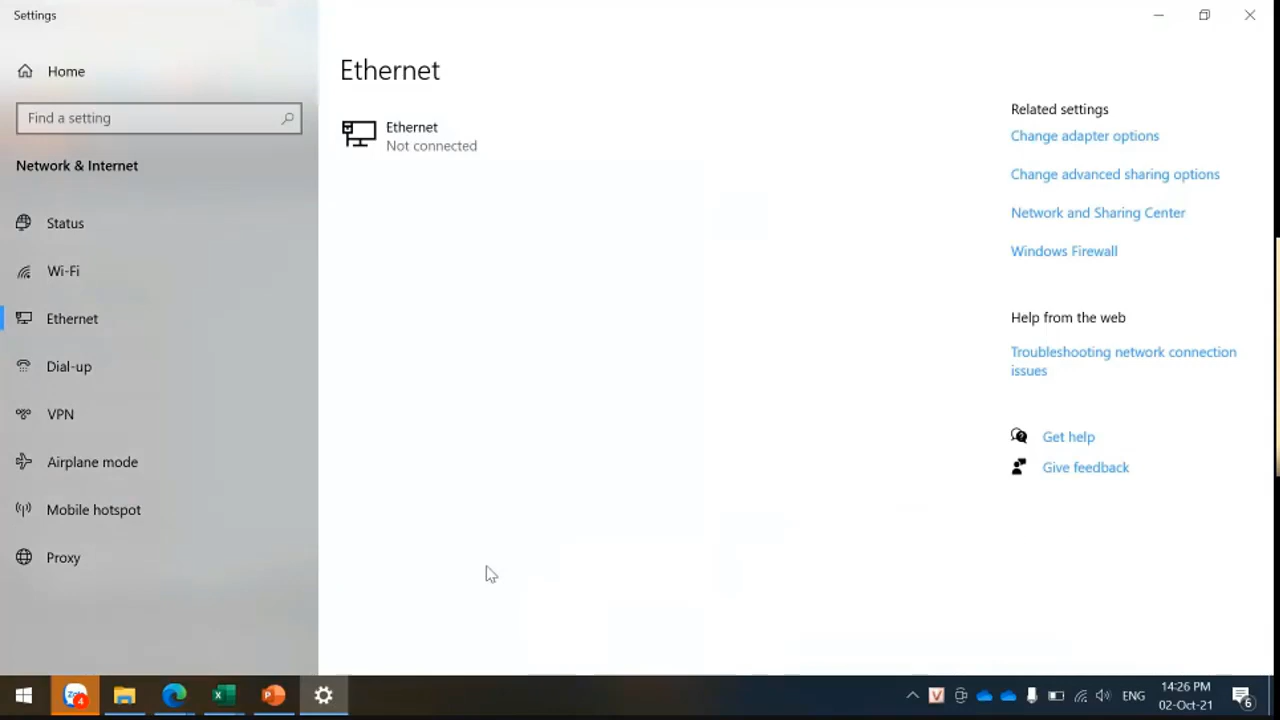 Settings
Home
Find a setting
Network & Internet
Status
Wi-Fi
Ethernet
Dial-up
VPN
Airplane mode
Mobile hotspot
Proxy
Ethernet
Ethernet
Not connected
Related settings
Change adapter options
Change advanced sharing options
Network and Sharing Center
Windows Firewall
Help from the web
Troubleshooting network connection
issues
Get help
Give feedback
4
V
ENG
14:26 PM
02-Oct-21
6